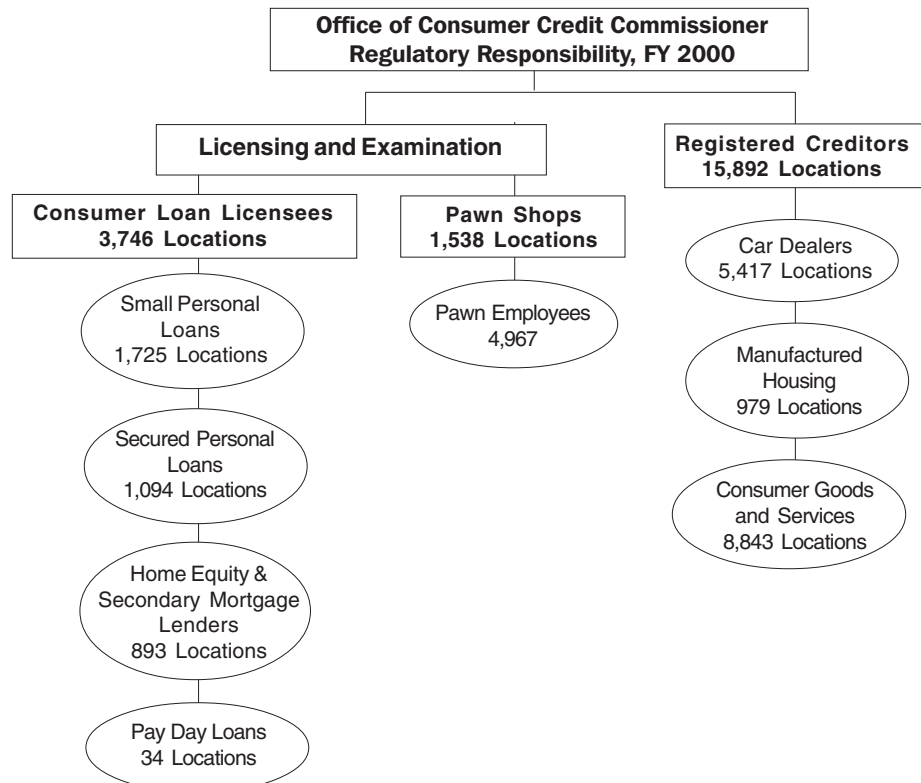 Office of Consumer Credit Commissioner
Regulatory Responsibility, FY 2000
Licensing and Examination
Registered Creditors
15,892 Locations
Consumer Loan Licensees
3,746 Locations
Pawn Shops
1,538 Locations
Car Dealers
5,417 Locations
Small Personal
Loans
1,725 Locations
Pawn Employees
4,967
Manufactured
Housing
979 Locations
Secured Personal
Loans
1,094 Locations
Consumer Goods
and Services
8,843 Locations
Home Equity &
Secondary Mortgage
Lenders
893 Locations
Pay Day Loans
34 Locations